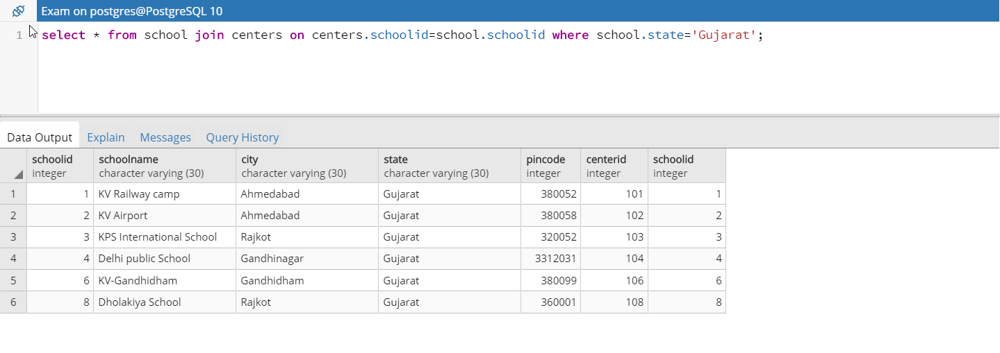 Exam on postgres@PostgreSQL 10
1 select * from school join centers on centers.schoolid=school.schoolid where school.state='Gujarat';
Data Output Explain Messages Query History
schoolid schoolname city state pincode centerid schoolid
integer character varying (30) character varying (30) character varying (30) integer integer integer
1 1 KV Railway camp Ahmedabad Gujarat 380052 101 1
2 2 KV Airport Ahmedabad Gujarat 380058 102 2
3 3 KPS International School Rajkot Gujarat 320052 103 3
4 4 Delhi public School Gandhinagar Gujarat 3312031 104 4
5 6 KV-Gandhidham Gandhidham Gujarat 380099 106 6
6 8 Dholakiya School Rajkot Gujarat 360001 108 8